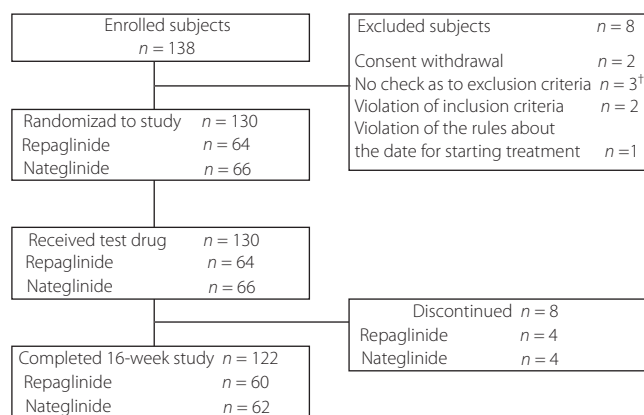 Enrolled subjects
n = 138
Excluded subjects n = 8
Consent withdrawal n = 2
No check as to exclusion criteria n = 3†
Violation of inclusion criteria n = 2
Violation of the rules about
the date for starting treatment n =1
Randomizad to study n = 130
Repaglinide n = 64
Nateglinide n = 66
Received test drug n = 130
Repaglinide n = 64
Nateglinide n = 66
Discontinued n = 8
Repaglinide n = 4
Nateglinide n = 4
Completed 16-week study n = 122
Repaglinide n = 60
Nateglinide n = 62